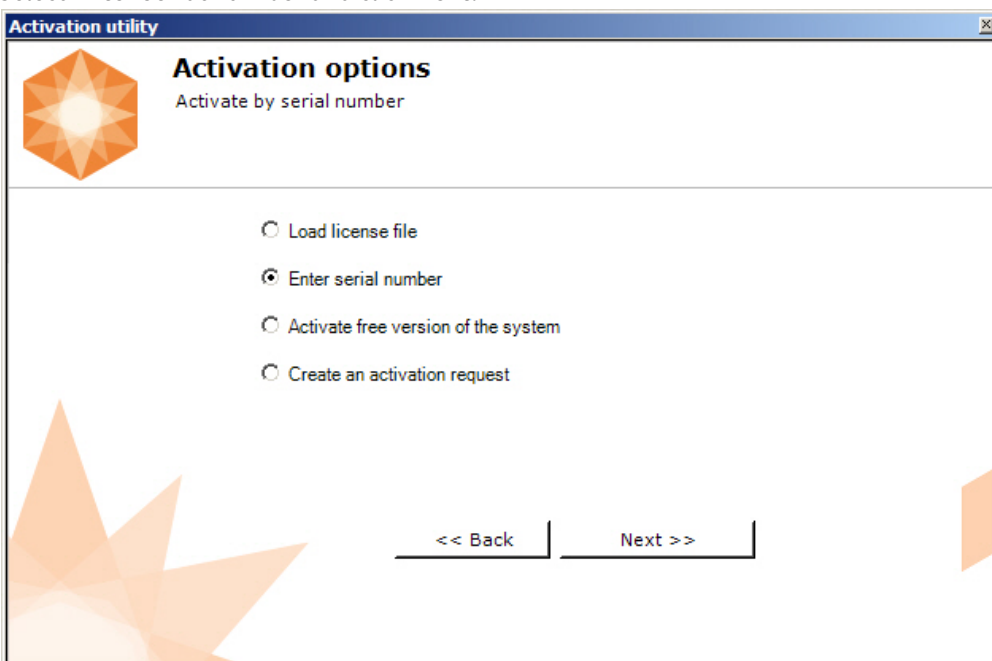 Activation utility
Activation options
Activate by serial number
Load license file
Enter serial number
Activate free version of the system
Create an activation request
<< Back
Next >>